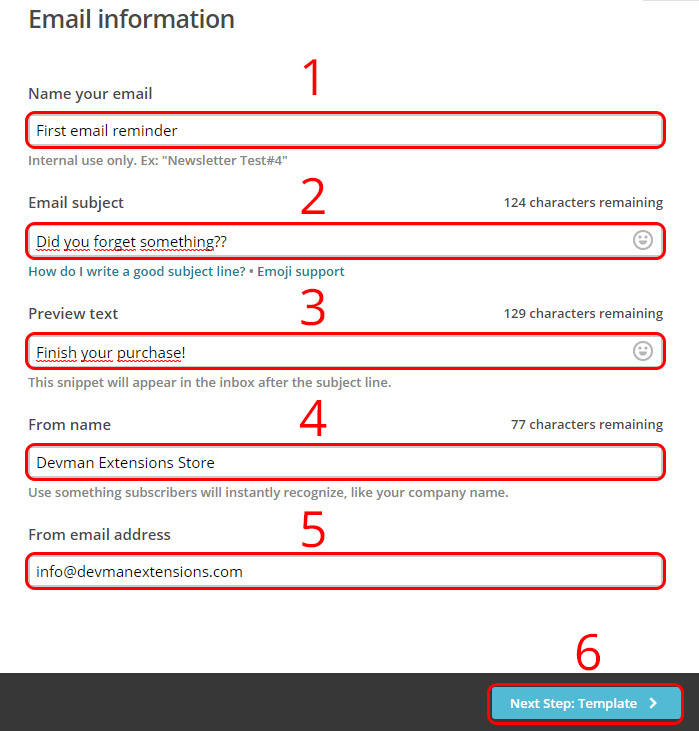 Email information
1
Name your email
First email reminder
Internal use only. Ex: "Newsletter Test#4"
2
Email subject 124 characters remaining
Did you forget something??
How do I write a good subject line? • Emoji support
3
Preview text 129 characters remaining
Finish your purchase!
This snippet will appear in the inbox after the subject line.
4
From name 77 characters remaining
Devman Extensions Store
Use something subscribers will instantly recognize, like your company name.
5
From email address
info@devmanextensions.com
6
Next Step: Template